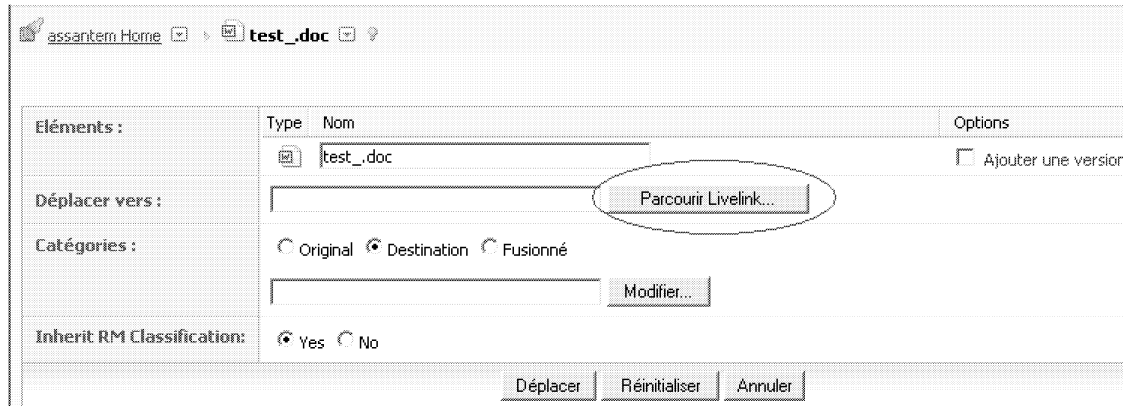 assantem Home test_.doc
Eléments :
Type Nom Options
test_.doc Ajouter une version
Déplacer vers : Parcourir Livelink...
Catégories : Original Destination Fusionné
Modifier...
Inherit RM Classification: Yes No
Déplacer Réinitialiser Annuler